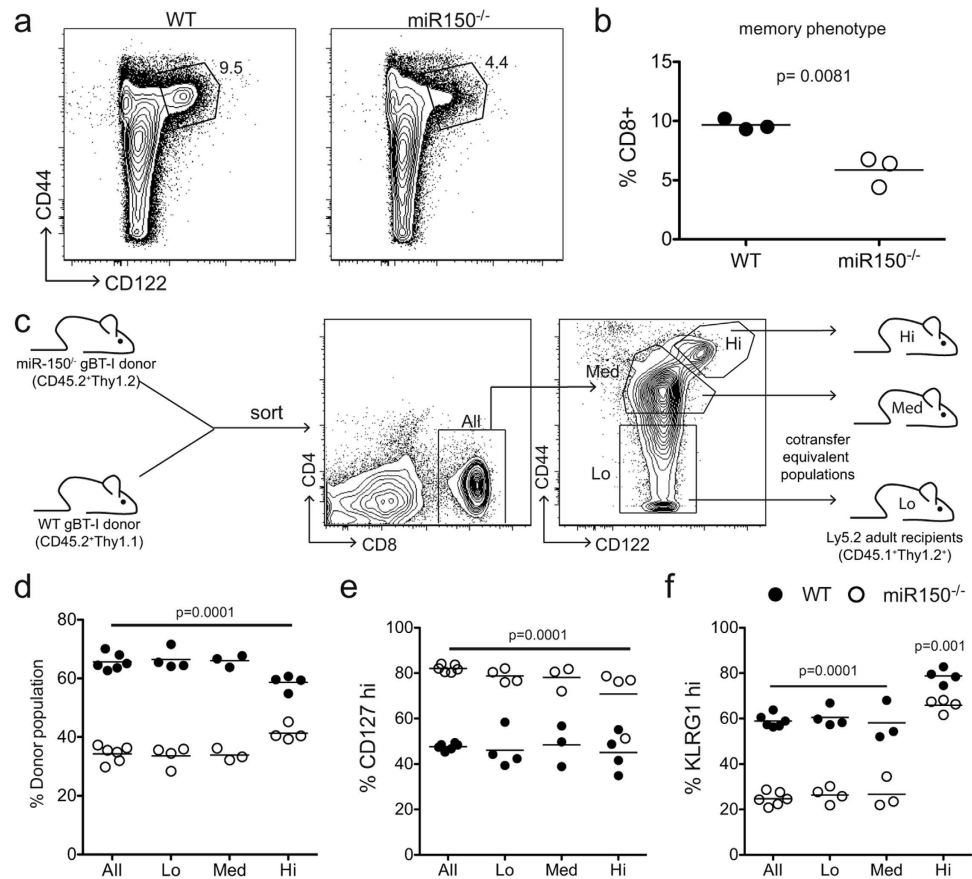 a
WT
miR150-/-
9.5
4.4
CD44
CD122
b
memory phenotype
p= 0.0081
% CD8+
15
10
5
0
WT
miR150-/-
c
miR-150/- gBT-I donor
(CD45.2+Thy1.2)
sort
WT gBT-I donor
(CD45.2+Thy1.1)
All
CD4
CD8
Hi
Med
Lo
CD44
CD122
cotransfer
equivalent
populations
Hi
Med
Lo
Ly5.2 adult recipients
(CD45.1+Thy1.2+)
d
p=0.0001
% Donor population
80
60
40
20
0
All Lo Med Hi
e
p=0.0001
% CD127 hi
100
80
60
40
20
0
All Lo Med Hi
f
WT miR150-/-
p=0.001
p=0.0001
% KLRG1 hi
100
80
60
40
20
0
All Lo Med Hi